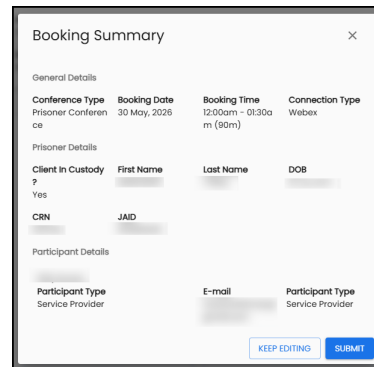 Booking Summary
General Details
Conference Type Booking Date Booking Time Connection Type
Prisoner Conferen 30 May, 2026 12:00am - 01:30a Webex
ce m (90m)
Prisoner Details
Client In Custody First Name Last Name DOB
?
Yes
CRN JAID
Participant Details
Participant Type E-mail Participant Type
Service Provider Service Provider
KEEP EDITING SUBMIT